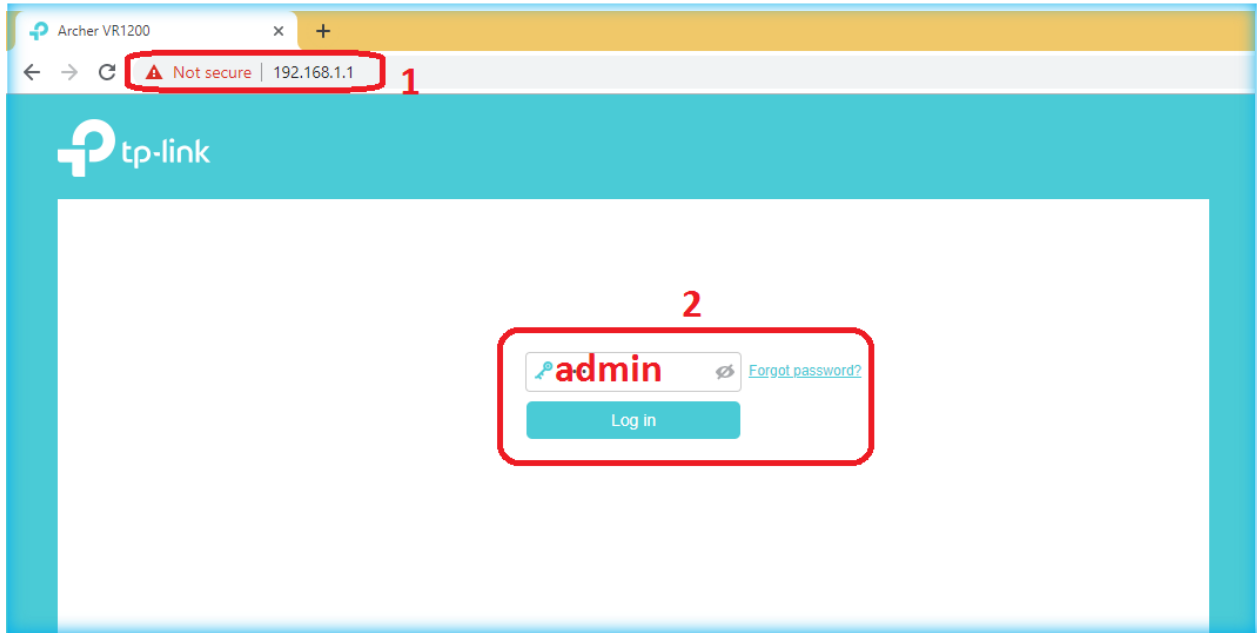 Archer VR1200
Not secure | 192.168.1.1
1
tp-link
2
admin
Forgot password?
Log in